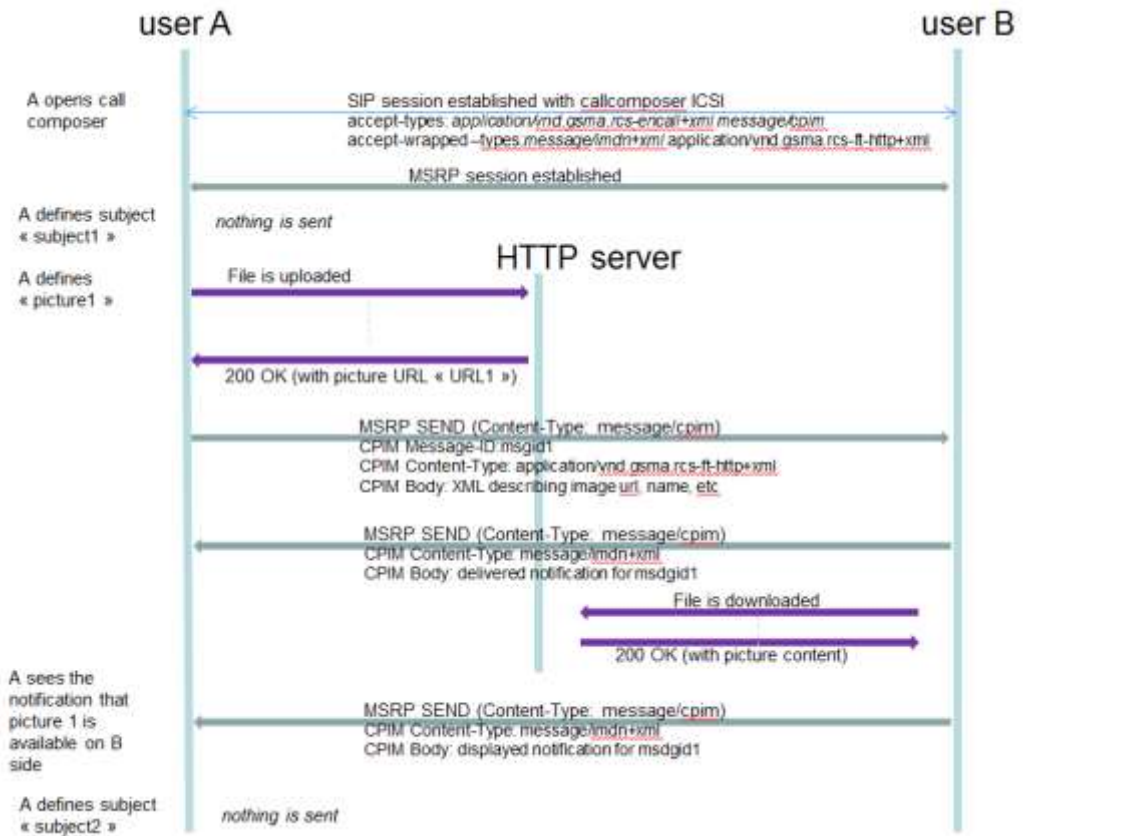 user A
user B
A opens call
composer
SIP session established with callcomposer ICSI
accept-types: application/vnd.gsma.rcs-encall+xml message/cpim
accept-wrapped–types:message/imdn+xml application/vnd.gsma.rcs-ft-http+xml
MSRP session established
A defines subject
« subject1 »
nothing is sent
HTTP server
A defines
« picture1 »
File is uploaded
200 OK (with picture URL « URL1 »)
MSRP SEND (Content-Type: message/cpim)
CPIM Message-ID:msgid1
CPIM Content-Type: application/vnd.gsma.rcs-ft-http+xml
CPIM Body: XML describing image url, name, etc
MSRP SEND (Content-Type: message/cpim)
CPIM Content-Type: message/imdn+xml
CPIM Body: delivered notification for msdgid1
File is downloaded
200 OK (with picture content)
A sees the
notification that
picture 1 is
available on B
side
MSRP SEND (Content-Type: message/cpim)
CPIM Content-Type: message/imdn+xml
CPIM Body: displayed notification for msdgid1
A defines subject
« subject2 »
nothing is sent